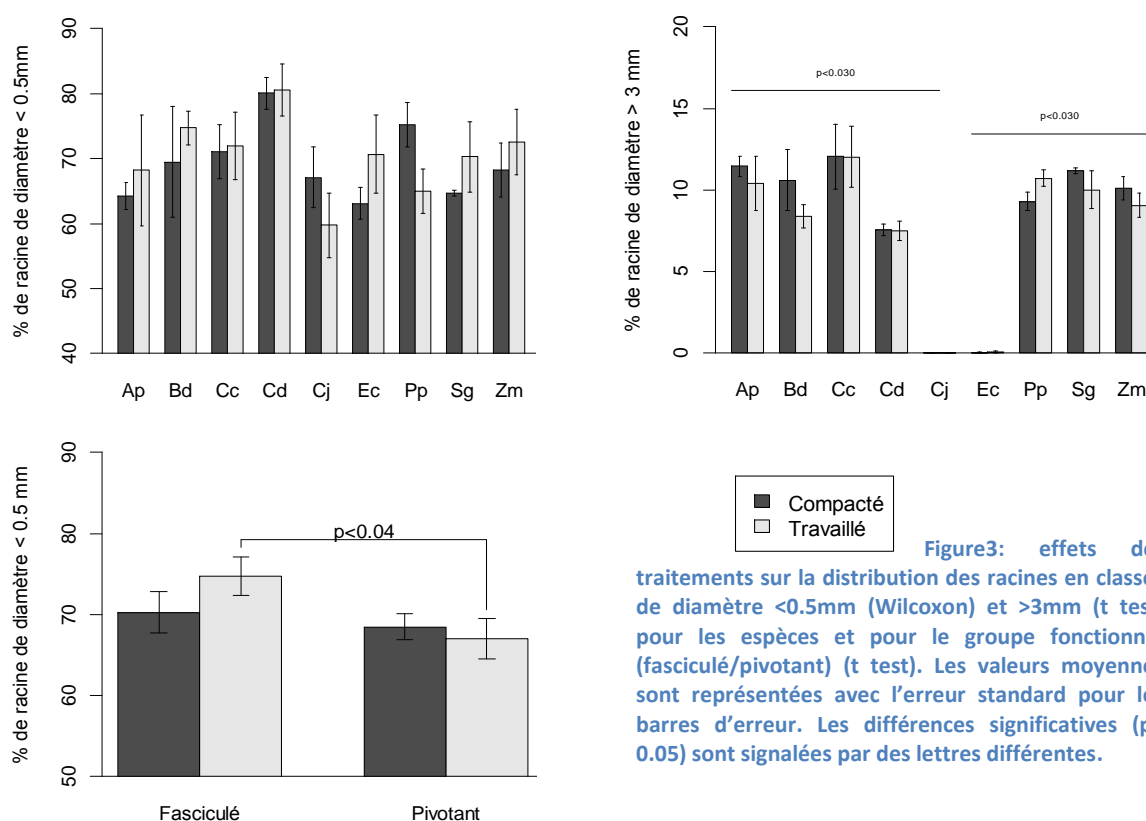 % de racine de diamètre < 0.5mm
90
80
70
60
50
40
Ap Bd Cc Cd Cj Ec Pp Sg Zm
% de racine de diamètre > 3 mm
20
15
10
5
0
p<0.030
p<0.030
Ap Bd Cc Cd Cj Ec Pp Sg Zm
% de racine de diamètre < 0.5 mm
90
80
70
60
50
p<0.04
Fasciculé Pivotant
Compacté
Travaillé
Figure3: effets de
traitements sur la distribution des racines en classe
de diamètre <0.5mm (Wilcoxon) et >3mm (t tes
pour les espèces et pour le groupe fonctionn
(fasciculé/pivotant) (t test). Les valeurs moyenne
sont représentées avec l'erreur standard pour le
barres d'erreur. Les différences significatives (p
0.05) sont signalées par des lettres différentes.